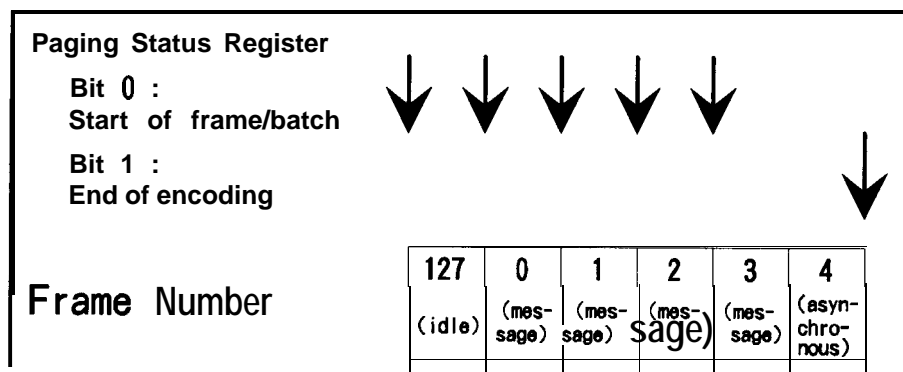 Paging Status Register
Bit 0 :
Start of frame/batch
Bit 1 :
End of encoding
Frame Number
127 0 1 2 3 4
(idle) (mes-sage) (mes-sage) (mes-sage) (mes-sage) (asyn-chro-nous)